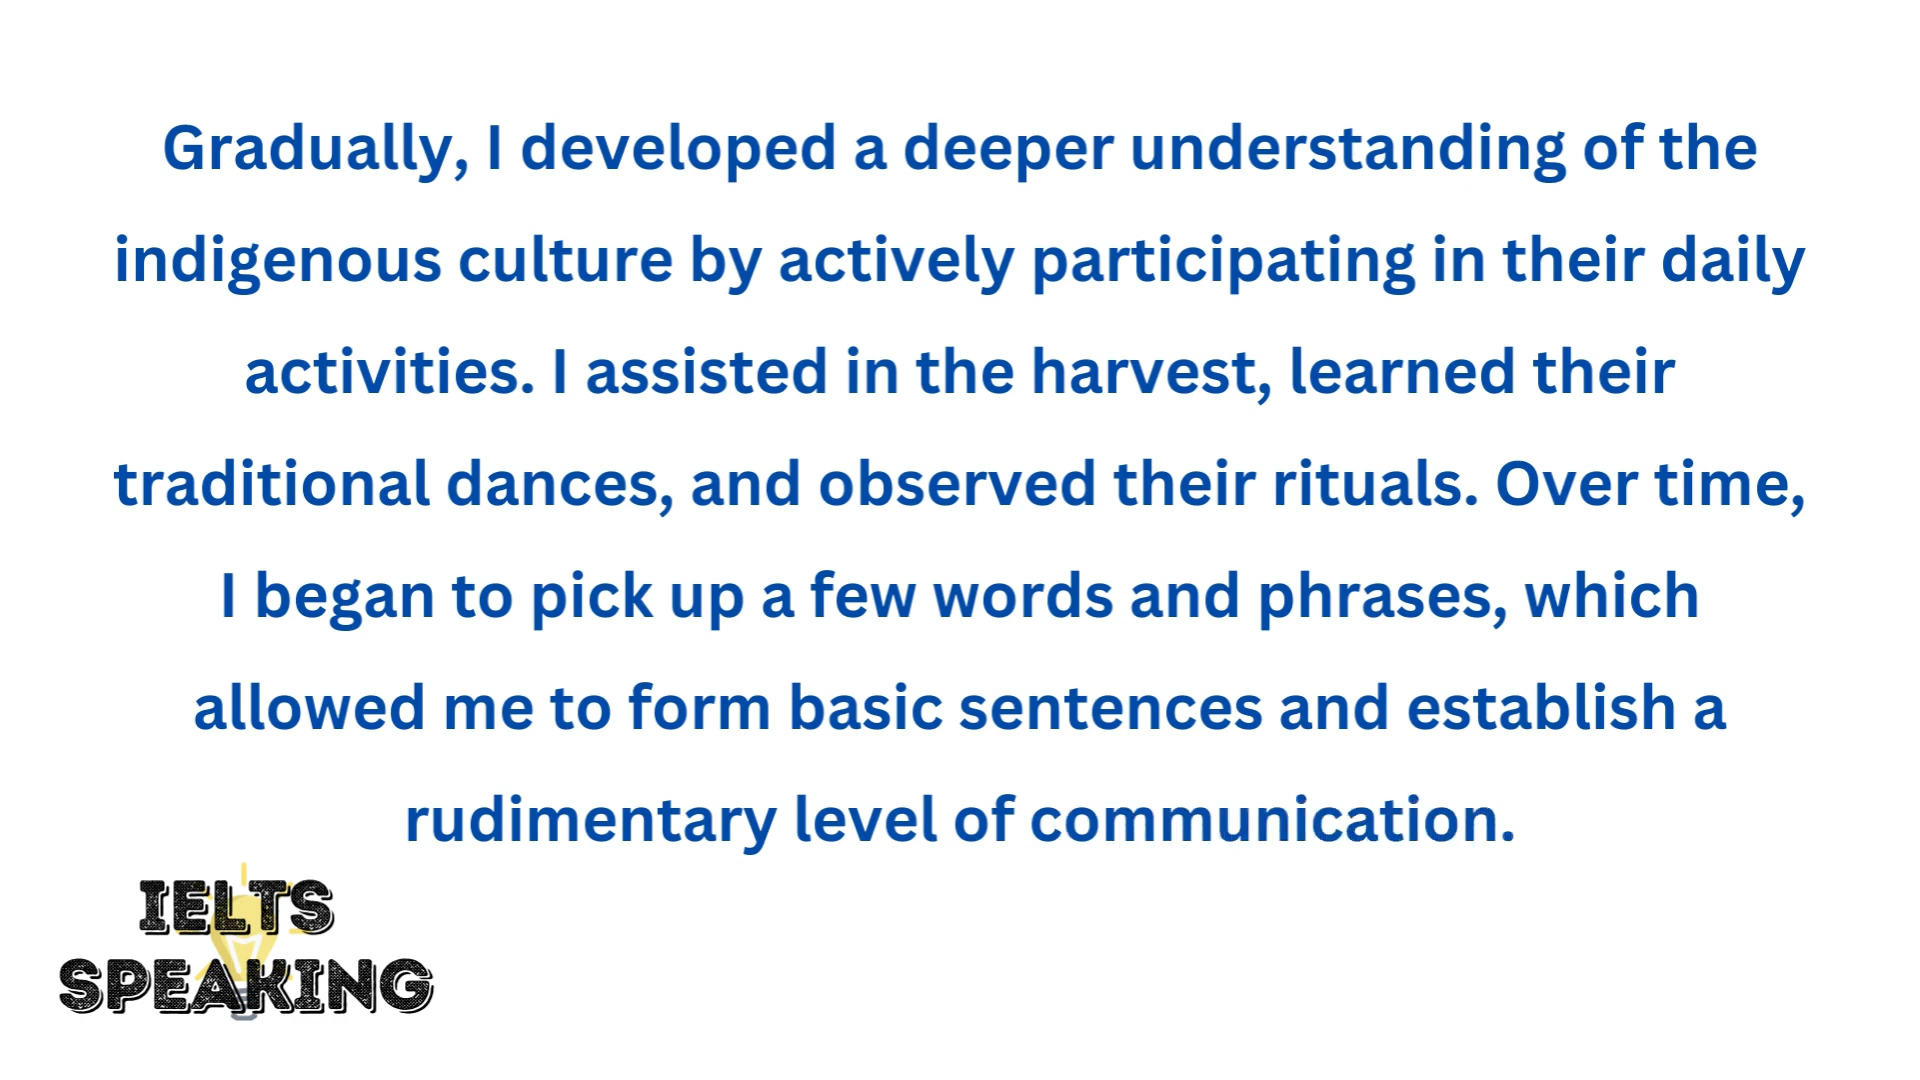 Gradually, I developed a deeper understanding of the
indigenous culture by actively participating in their daily
activities. I assisted in the harvest, learned their
traditional dances, and observed their rituals. Over time,
I began to pick up a few words and phrases, which
allowed me to form basic sentences and establish a
rudimentary level of communication.
IELTS
SPEAKING